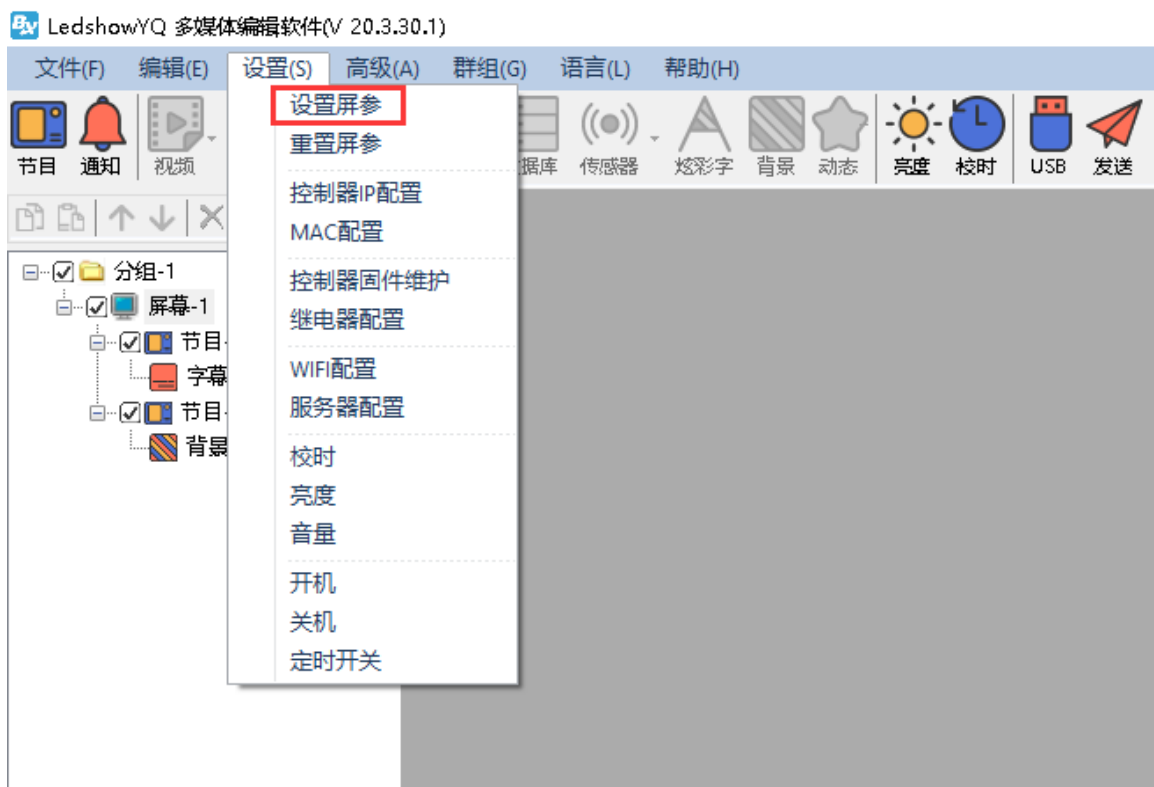 LedshowYQ 多媒体编辑软件(V 20.3.30.1)
文件(F) 编辑(E) 设置(S) 高级(A) 群组(G) 语言(L) 帮助(H)
节目 通知 视频 据库 传感器 炫彩字 背景 动态 亮度 校时 USB 发送
设置屏参
重置屏参
控制器IP配置
MAC配置
控制器固件维护
继电器配置
WIFI配置
服务器配置
校时
亮度
音量
开机
关机
定时开关
分组-1
屏幕-1
节目-
字幕
节目-
背景